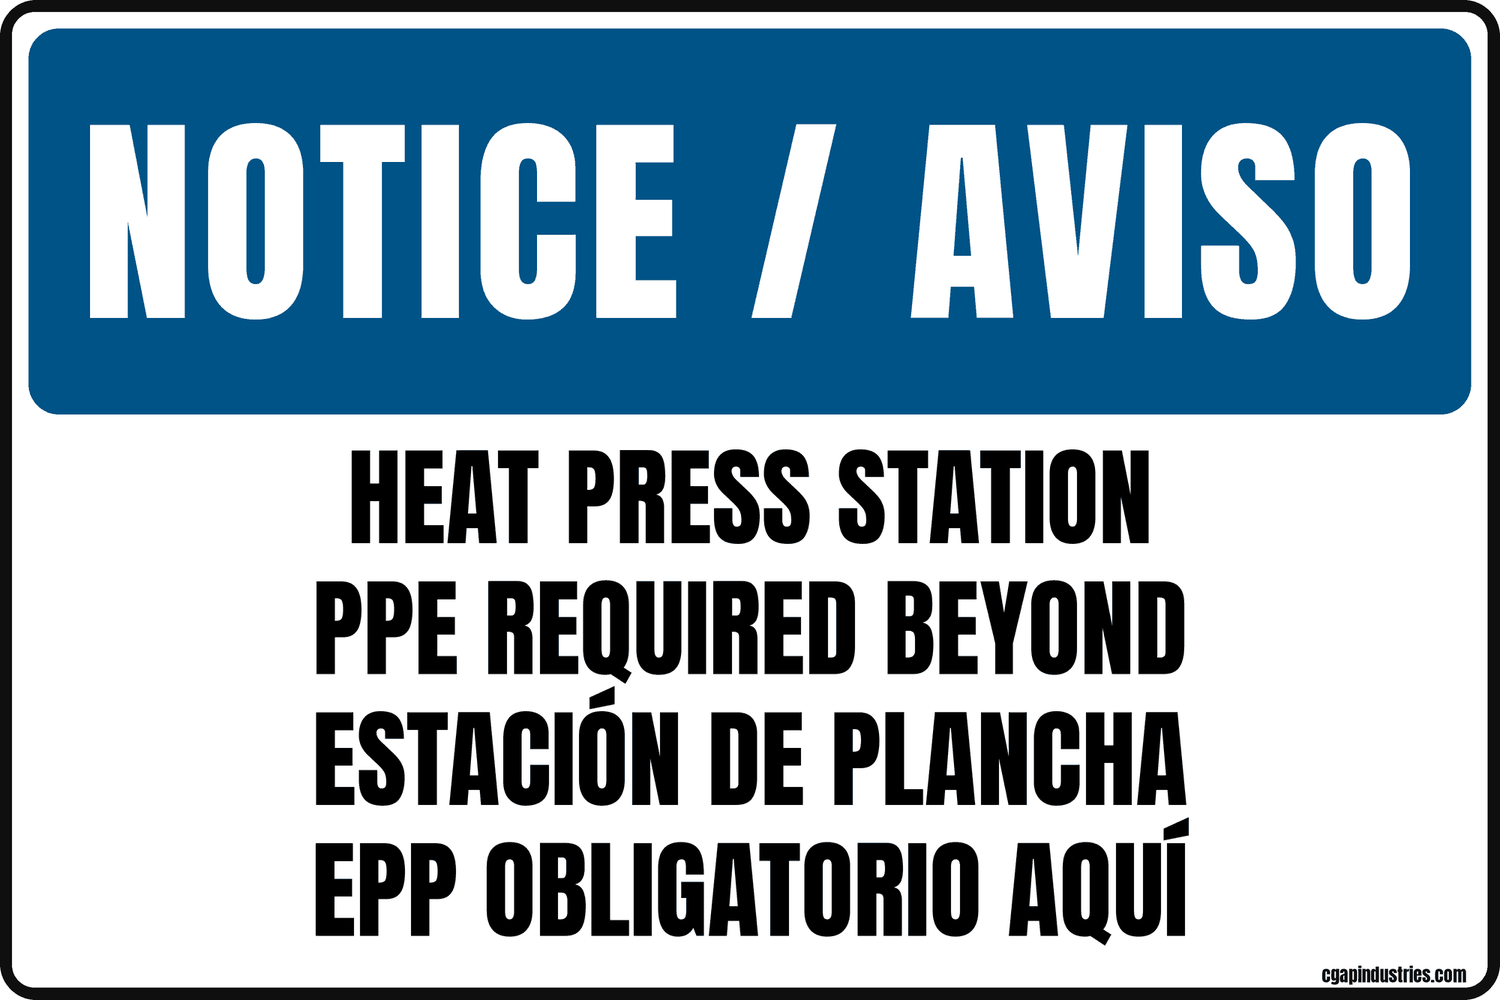 NOTICE / AVISO
HEAT PRESS STATION
PPE REQUIRED BEYOND
ESTACIÓN DE PLANCHA
EPP OBLIGATORIO AQUÍ
cgapindustries.com